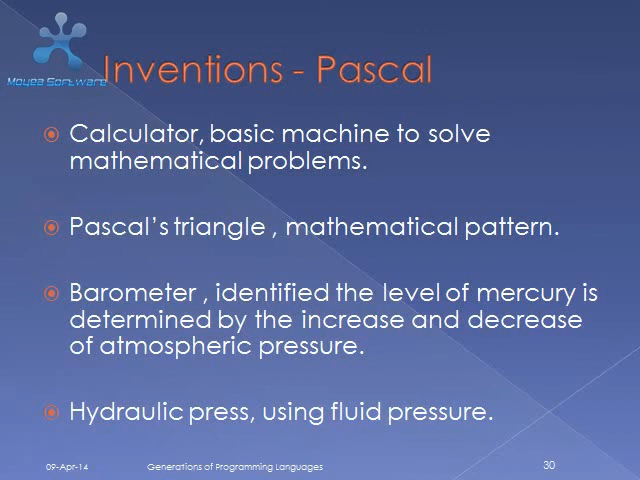 Moyea Software
Inventions - Pascal
Calculator, basic machine to solve
mathematical problems.
Pascal's triangle , mathematical pattern.
Barometer , identified the level of mercury is
determined by the increase and decrease
of atmospheric pressure.
Hydraulic press, using fluid pressure.
09-Apr-14
Generations of Programming Languages
30